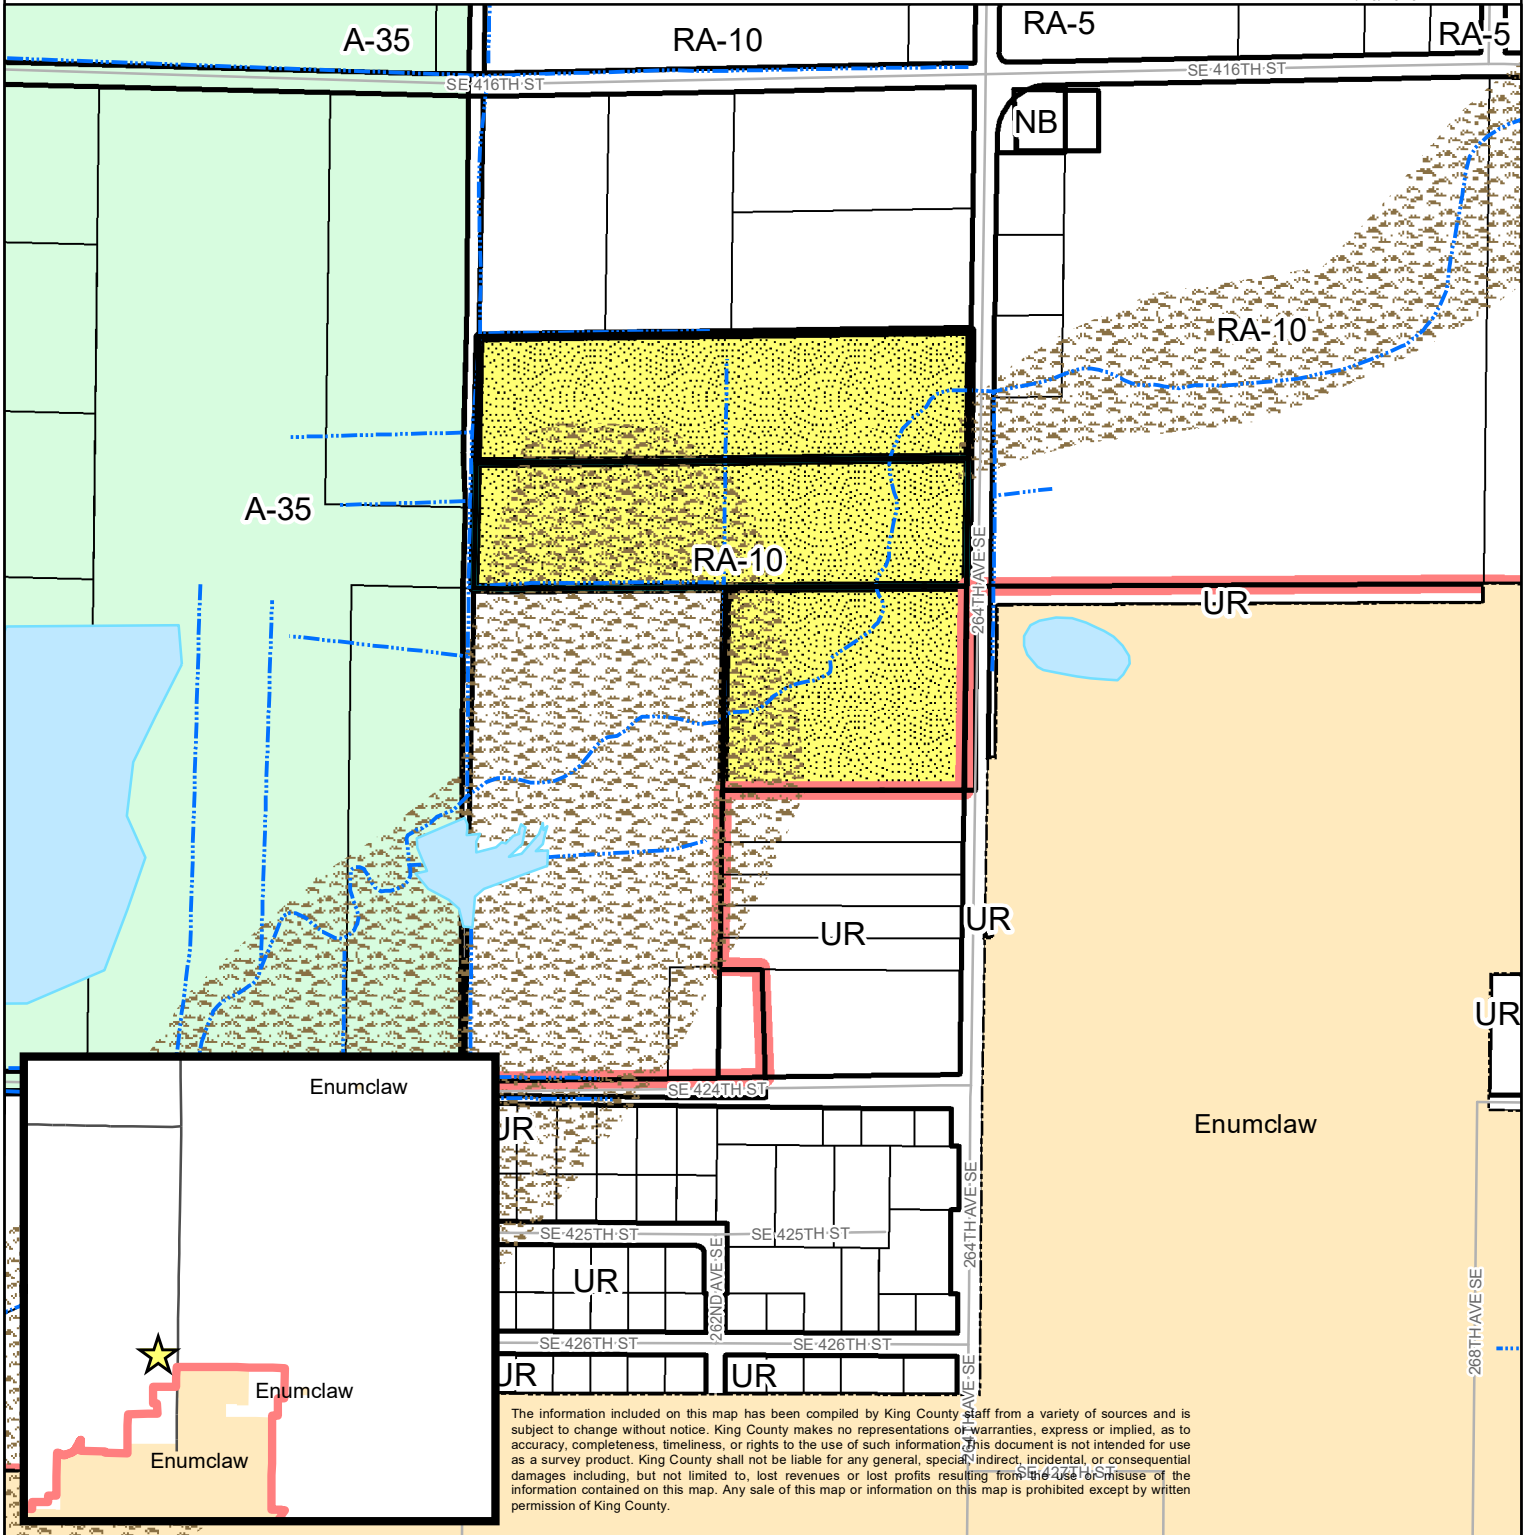 A-35
RA-10
RA-5
RA-5
SE 416TH ST
SE 416TH ST
NB
RA-10
A-35
RA-10
264TH AVE SE
UR
UR
UR
UR
SE 424TH ST
UR
Enumclaw
SE 425TH ST
SE 425TH ST
264TH AVE SE
262ND AVE SE
UR
SE 426TH ST
SE 426TH ST
268TH AVE SE
UR
UR
264TH AVE SE
SE 427TH ST
Enumclaw
Enumclaw
Enumclaw
The information included on this map has been compiled by King County staff from a variety of sources and is
subject to change without notice. King County makes no representations or warranties, express or implied, as to
accuracy, completeness, timeliness, or rights to the use of such information. This document is not intended for use
as a survey product. King County shall not be liable for any general, special, indirect, incidental, or consequential
damages including, but not limited to, lost revenues or lost profits resulting from the use or misuse of the
information contained on this map. Any sale of this map or information on this map is prohibited except by written
permission of King County.